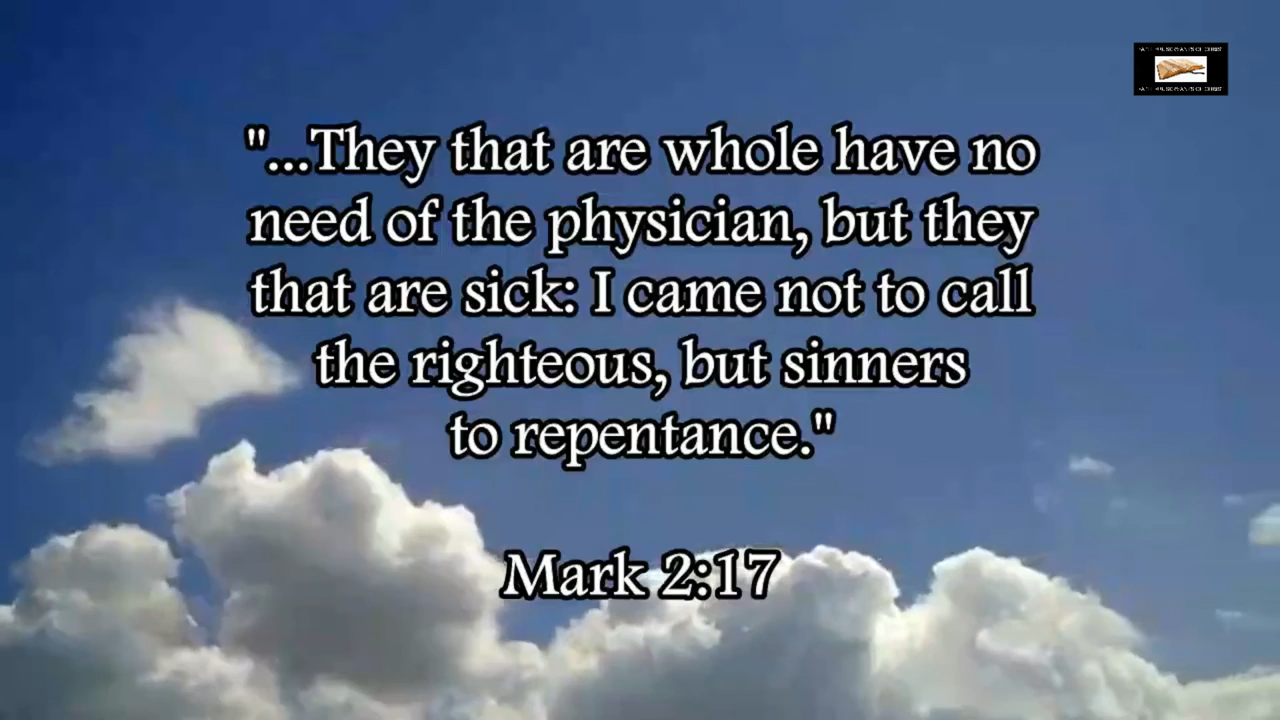 "...They that are whole have no
need of the physician, but they
that are sick: I came not to call
the righteous, but sinners
to repentance."
Mark 2:17